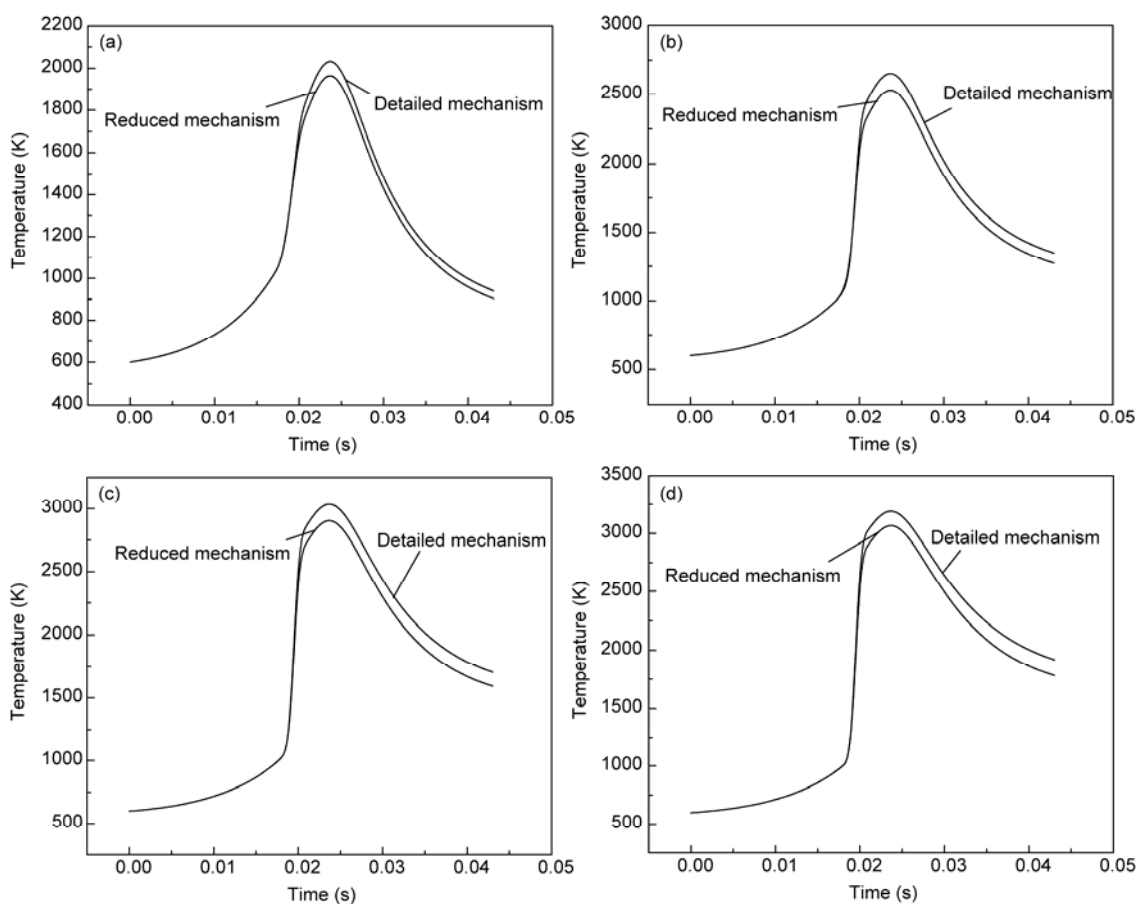 (a)
2200
2000
1800
1600
1400
1200
1000
800
600
400
Temperature (K)
Detailed mechanism
Reduced mechanism
0.00 0.01 0.02 0.03 0.04 0.05
Time (s)
(b)
3000
2500
2000
1500
1000
500
Temperature (K)
Detailed mechanism
Reduced mechanism
0.00 0.01 0.02 0.03 0.04 0.05
Time (s)
(c)
3000
2500
2000
1500
1000
500
Temperature (K)
Detailed mechanism
Reduced mechanism
0.00 0.01 0.02 0.03 0.04 0.05
Time (s)
(d)
3500
3000
2500
2000
1500
1000
500
Temperature (K)
Detailed mechanism
Reduced mechanism
0.00 0.01 0.02 0.03 0.04 0.05
Time (s)